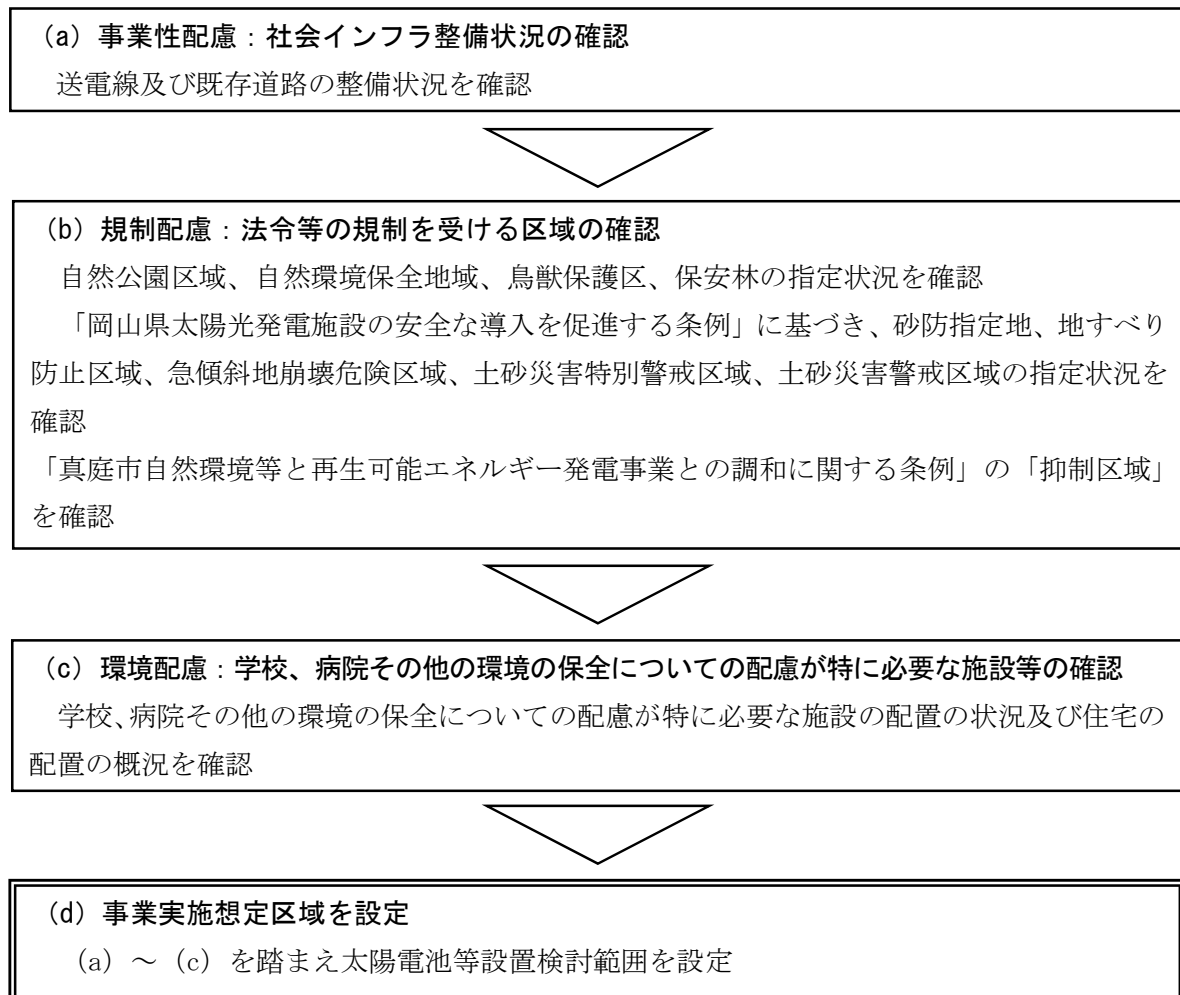 （a）事業性配慮：社会インフラ整備状況の確認
送電線及び既存道路の整備状況を確認
（b）規制配慮：法令等の規制を受ける区域の確認
自然公園区域、自然環境保全地域、鳥獣保護区、保安林の指定状況を確認
「岡山県太陽光発電施設の安全な導入を促進する条例」に基づき、砂防指定地、地すべり
防止区域、急傾斜地崩壊危険区域、土砂災害特別警戒区域、土砂災害警戒区域の指定状況を
確認
「真庭市自然環境等と再生可能エネルギー発電事業との調和に関する条例」の「抑制区域」
を確認
（c）環境配慮：学校、病院その他の環境の保全についての配慮が特に必要な施設等の確認
学校、病院その他の環境の保全についての配慮が特に必要な施設の配置の状況及び住宅の
配置の概況を確認
（d）事業実施想定区域を設定
（a）～（c）を踏まえ太陽電池等設置検討範囲を設定